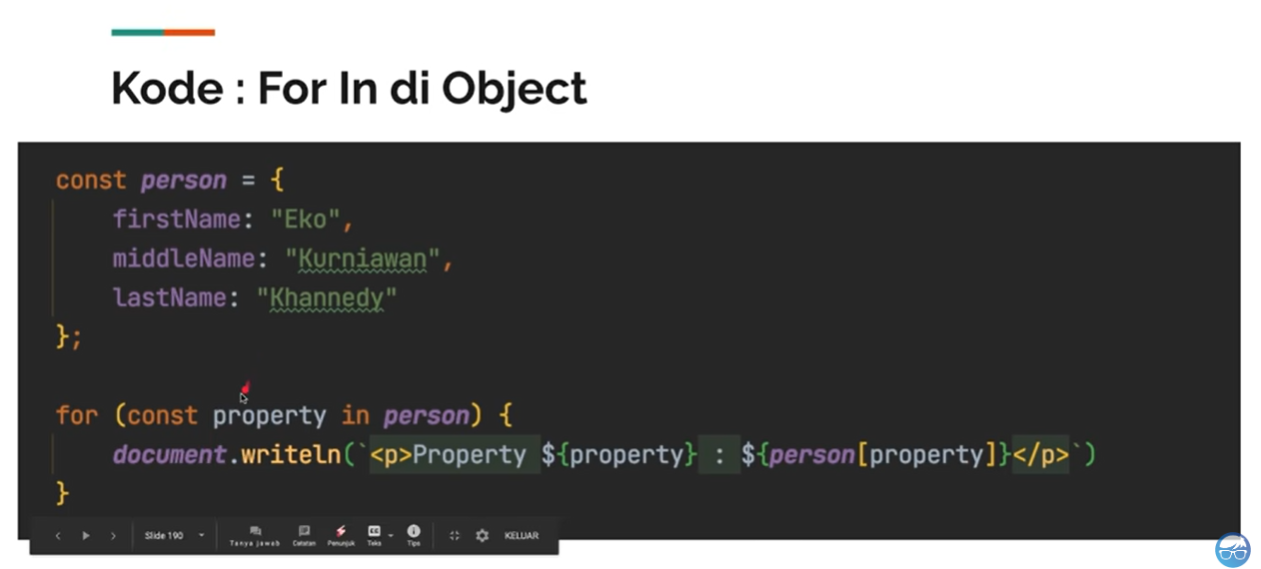 Kode : For In di Object
const person = {
firstName: "Eko",
middleName: "Kurniawan",
lastName: "Khannedy"
};
for (const property in person) {
document.writeln(`<p>Property ${property} : ${person[property]}</p>`)
}
Slide 190
Tanya jawab Catatan Penunjuk Teks Tips KELUAR